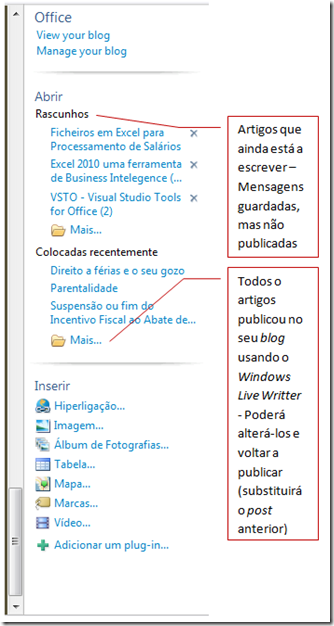 Office
View your blog
Manage your blog
Abrir
Rascunhos
Ficheiros em Excel para
Processamento de Salários
Excel 2010 uma ferramenta
de Business Intelegence (...
VSTO - Visual Studio Tools
for Office (2)
Mais...
Colocadas recentemente
Direito a férias e o seu gozo
Parentalidade
Suspensão ou fim do
Incentivo Fiscal ao Abate de...
Mais...
Inserir
Hiperligação...
Imagem...
Álbum de Fotografias...
Tabela...
Mapa...
Marcas...
Vídeo...
Adicionar um plug-in...
Artigos que
ainda está a
escrever –
Mensagens
guardadas,
mas não
publicadas
Todos o
artigos
publicou no
seu blog
usando o
Windows
Live Writter
- Poderá
alterá-los e
voltar a
publicar
(substituirá
o post
anterior)